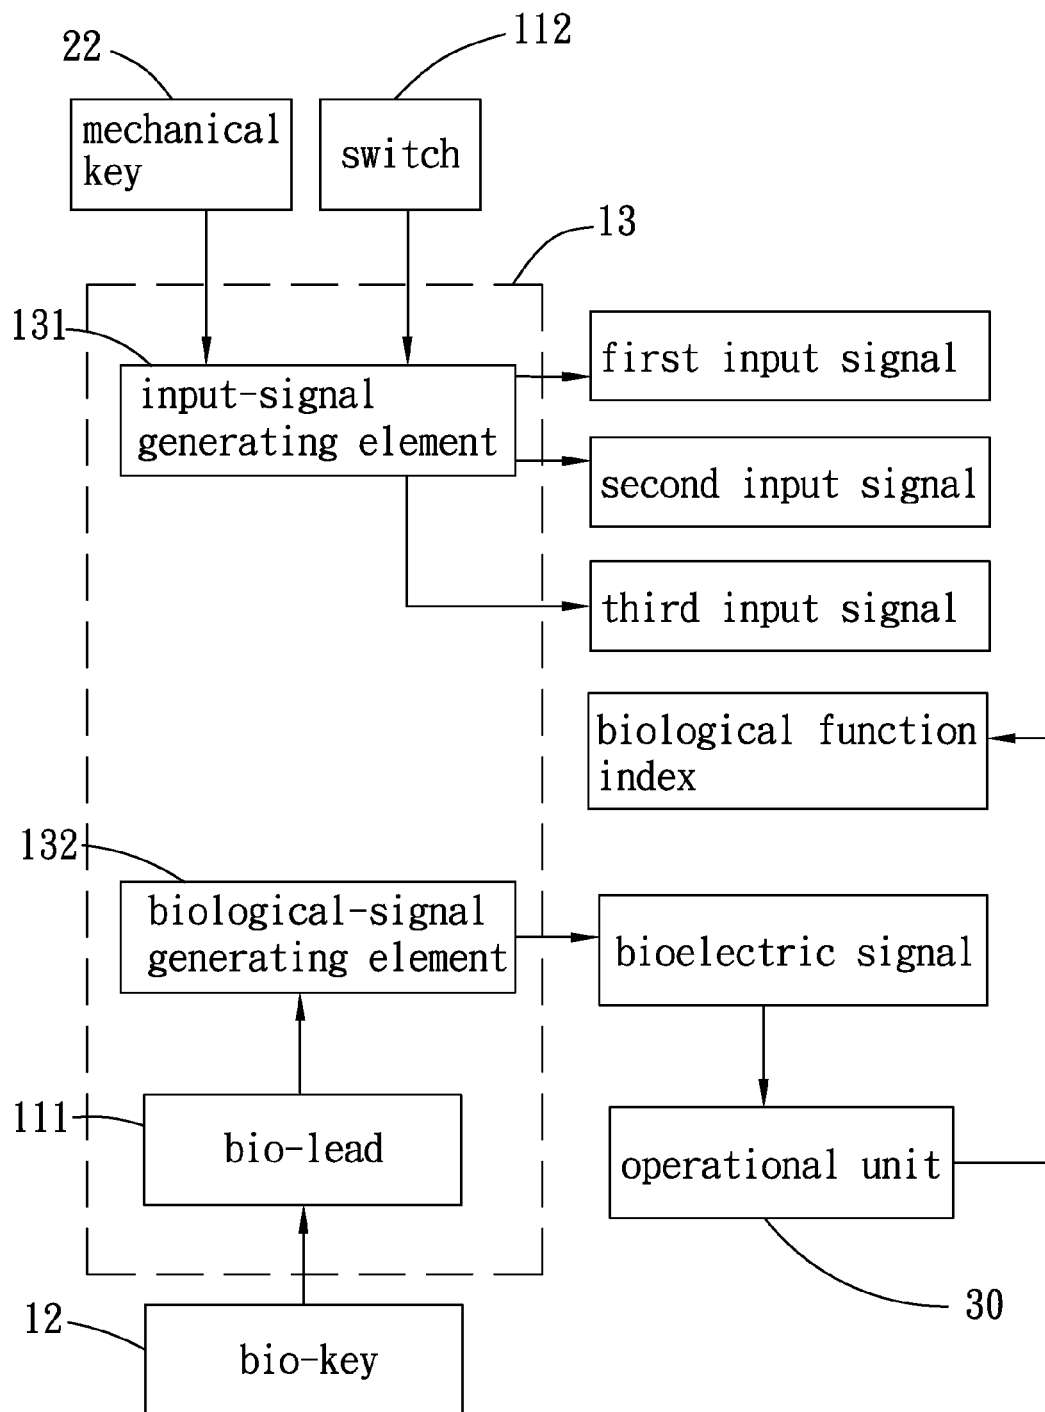 22
112
mechanical
key
switch
13
131
first input signal
input-signal
generating element
second input signal
third input signal
biological function
index
132
biological-signal
generating element
bioelectric signal
111
bio-lead
operational unit
30
12
bio-key